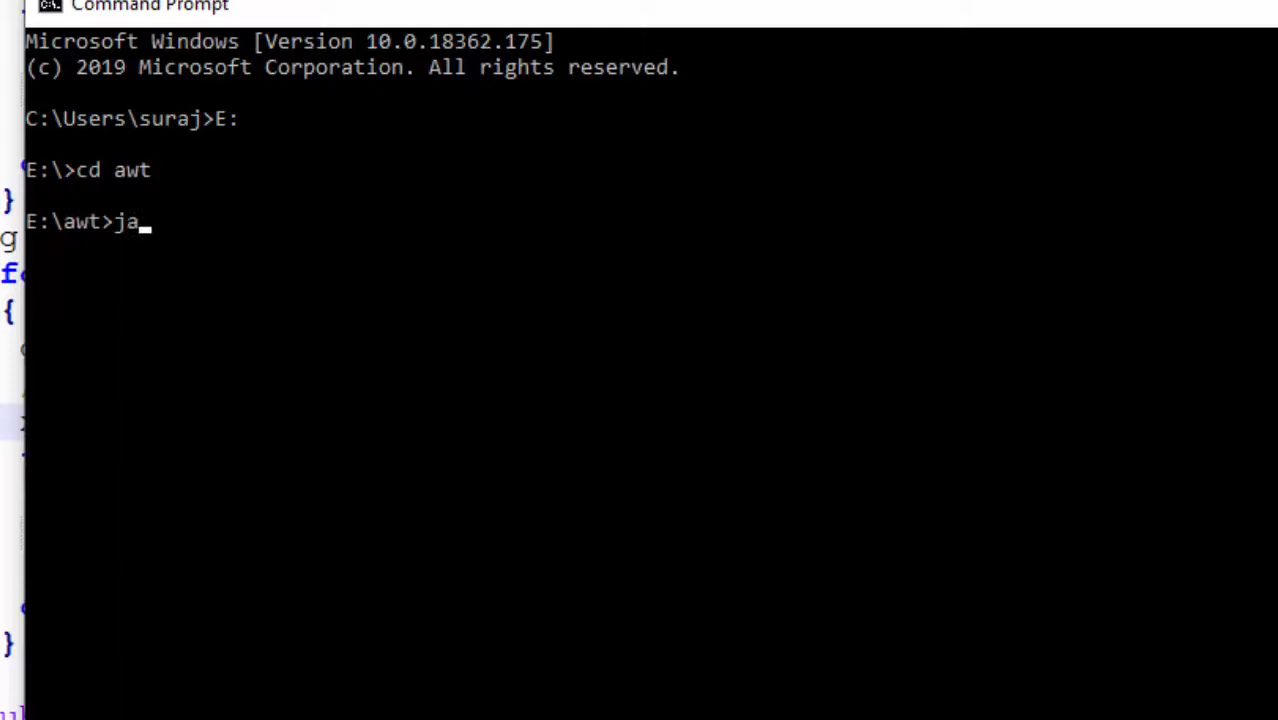 Command Prompt
Microsoft Windows [Version 10.0.18362.175]
(c) 2019 Microsoft Corporation. All rights reserved.
C:\Users\suraj>E:
E:\>cd awt
E:\awt>ja
}
g
{
}